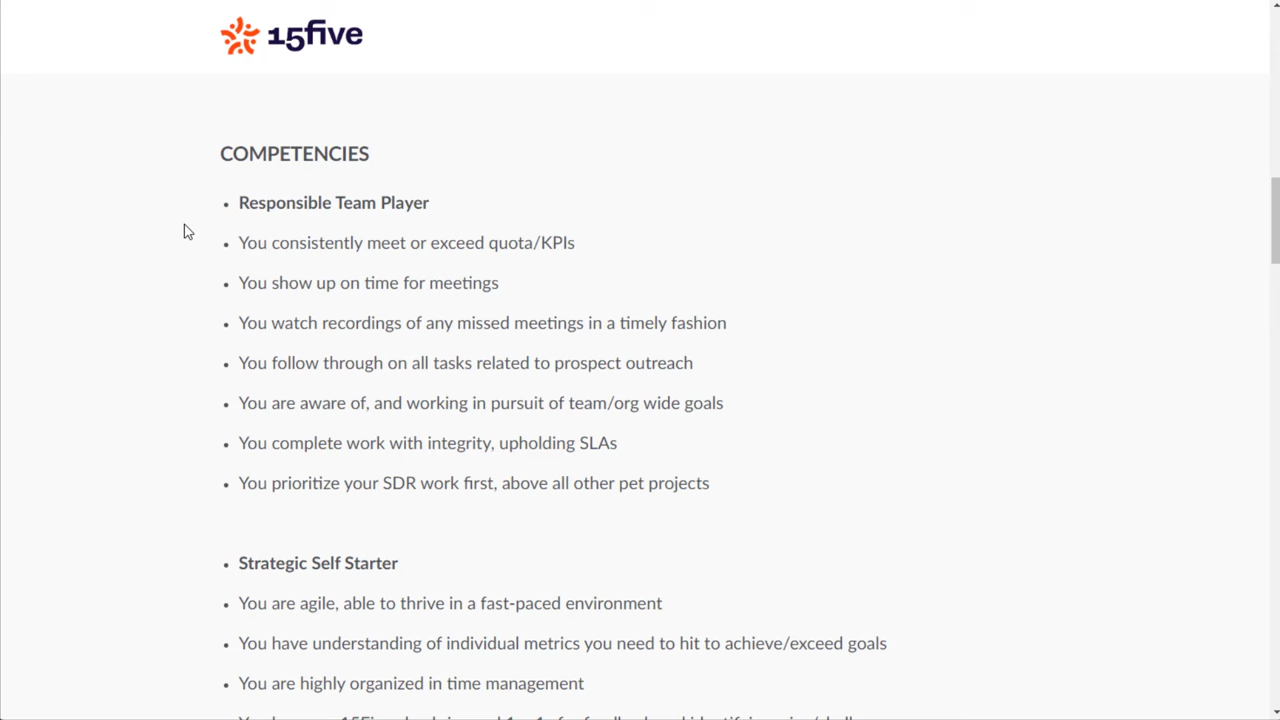 15five
COMPETENCIES
• Responsible Team Player
• You consistently meet or exceed quota/KPIs
• You show up on time for meetings
• You watch recordings of any missed meetings in a timely fashion
• You follow through on all tasks related to prospect outreach
• You are aware of, and working in pursuit of team/org wide goals
• You complete work with integrity, upholding SLAs
• You prioritize your SDR work first, above all other pet projects
• Strategic Self Starter
• You are agile, able to thrive in a fast-paced environment
• You have understanding of individual metrics you need to hit to achieve/exceed goals
• You are highly organized in time management